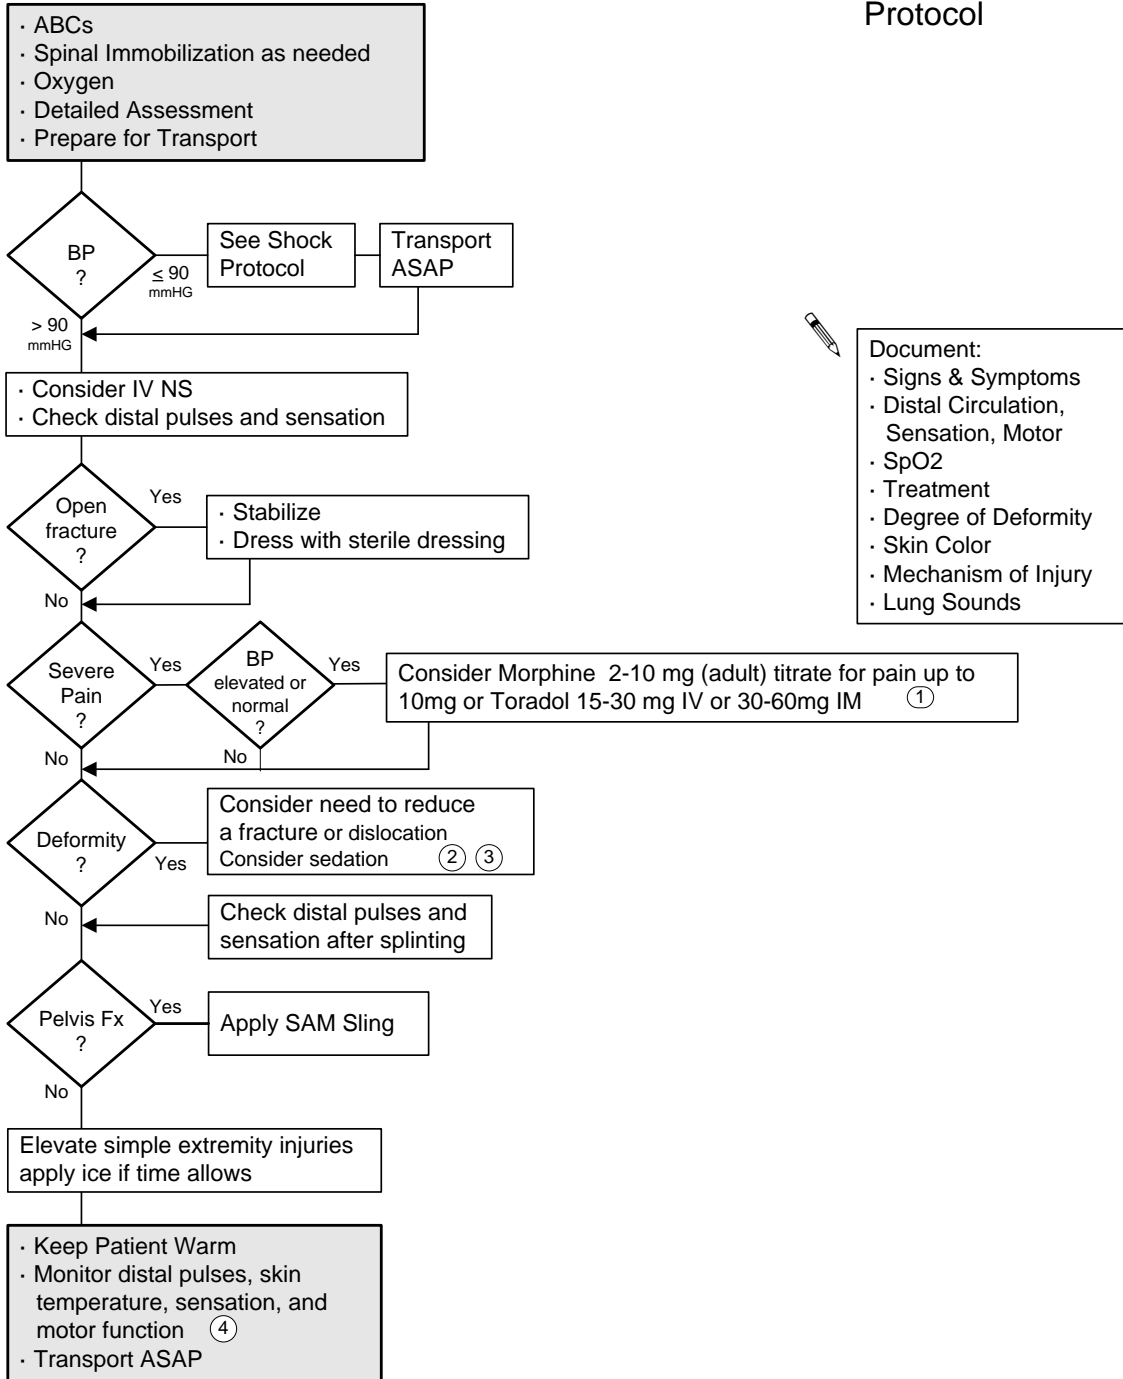 Protocol
· ABCs
· Spinal Immobilization as needed
· Oxygen
· Detailed Assessment
· Prepare for Transport
BP
?
≤ 90
mmHG
See Shock
Protocol
Transport
ASAP
> 90
mmHG
· Consider IV NS
· Check distal pulses and sensation
Document:
· Signs & Symptoms
· Distal Circulation,
Sensation, Motor
· SpO2
· Treatment
· Degree of Deformity
· Skin Color
· Mechanism of Injury
· Lung Sounds
Open
fracture
?
Yes
· Stabilize
· Dress with sterile dressing
No
Severe
Pain
?
Yes
BP
elevated or
normal
?
Yes
Consider Morphine 2-10 mg (adult) titrate for pain up to
10mg or Toradol 15-30 mg IV or 30-60mg IM 1
No
No
Deformity
?
Yes
Consider need to reduce
a fracture or dislocation
Consider sedation 2 3
No
Check distal pulses and
sensation after splinting
Pelvis Fx
?
Yes
Apply SAM Sling
No
Elevate simple extremity injuries
apply ice if time allows
· Keep Patient Warm
· Monitor distal pulses, skin
temperature, sensation, and
motor function 4
· Transport ASAP